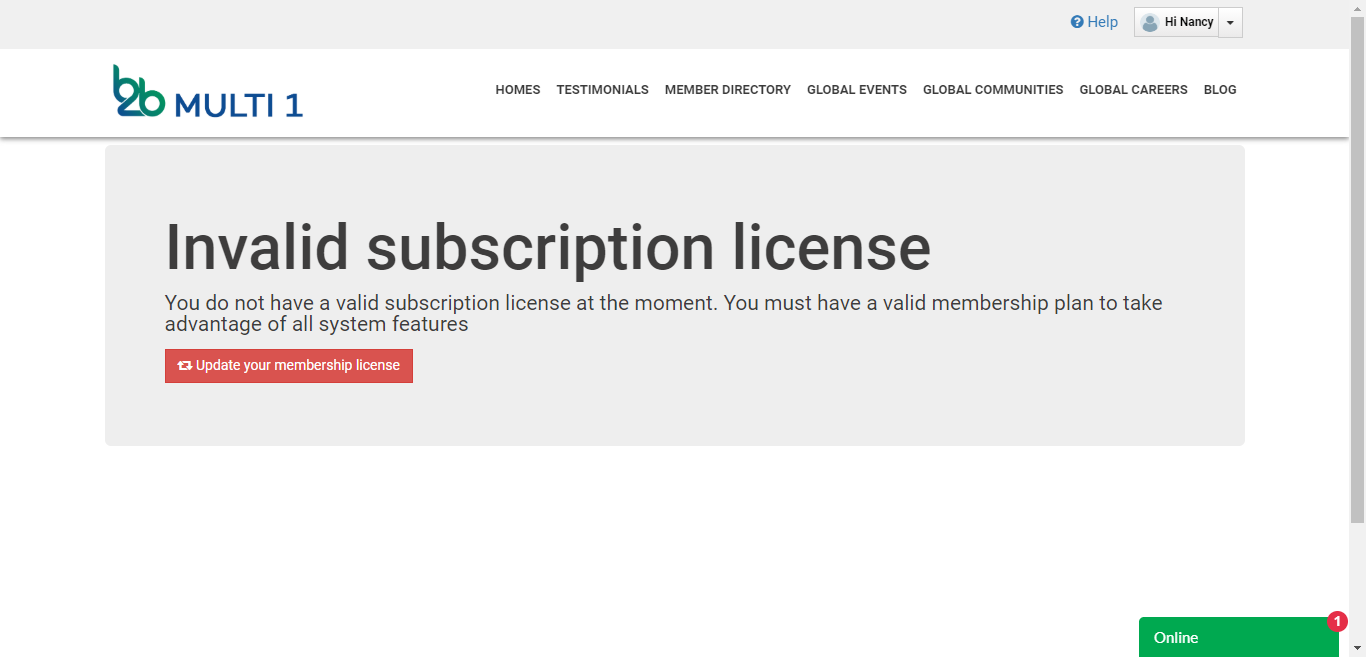 Help
Hi Nancy
b2b MULTI 1
HOMES TESTIMONIALS MEMBER DIRECTORY GLOBAL EVENTS GLOBAL COMMUNITIES GLOBAL CAREERS BLOG
Invalid subscription license
You do not have a valid subscription license at the moment. You must have a valid membership plan to take
advantage of all system features
Update your membership license
1
Online